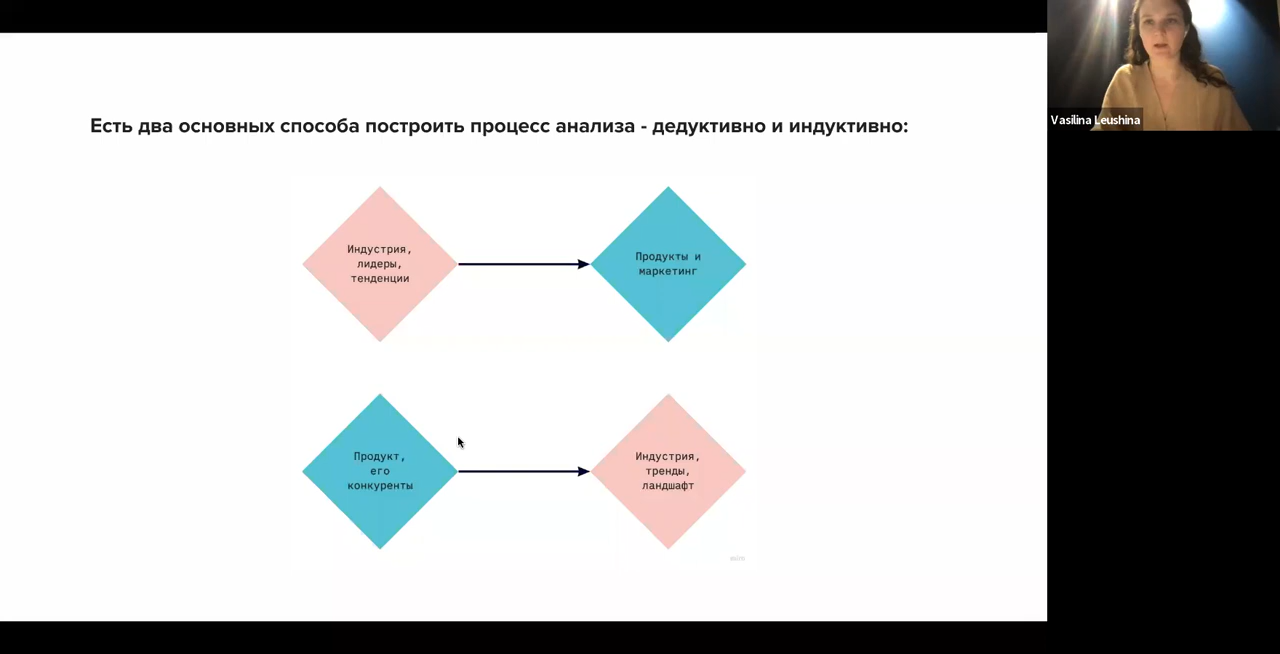 Есть два основных способа построить процесс анализа - дедуктивно и индуктивно:
Индустрия,
лидеры,
тенденции
Продукты и
маркетинг
Продукт,
его
конкуренты
Индустрия,
тренды,
ландшафт
Vasilina Leushina